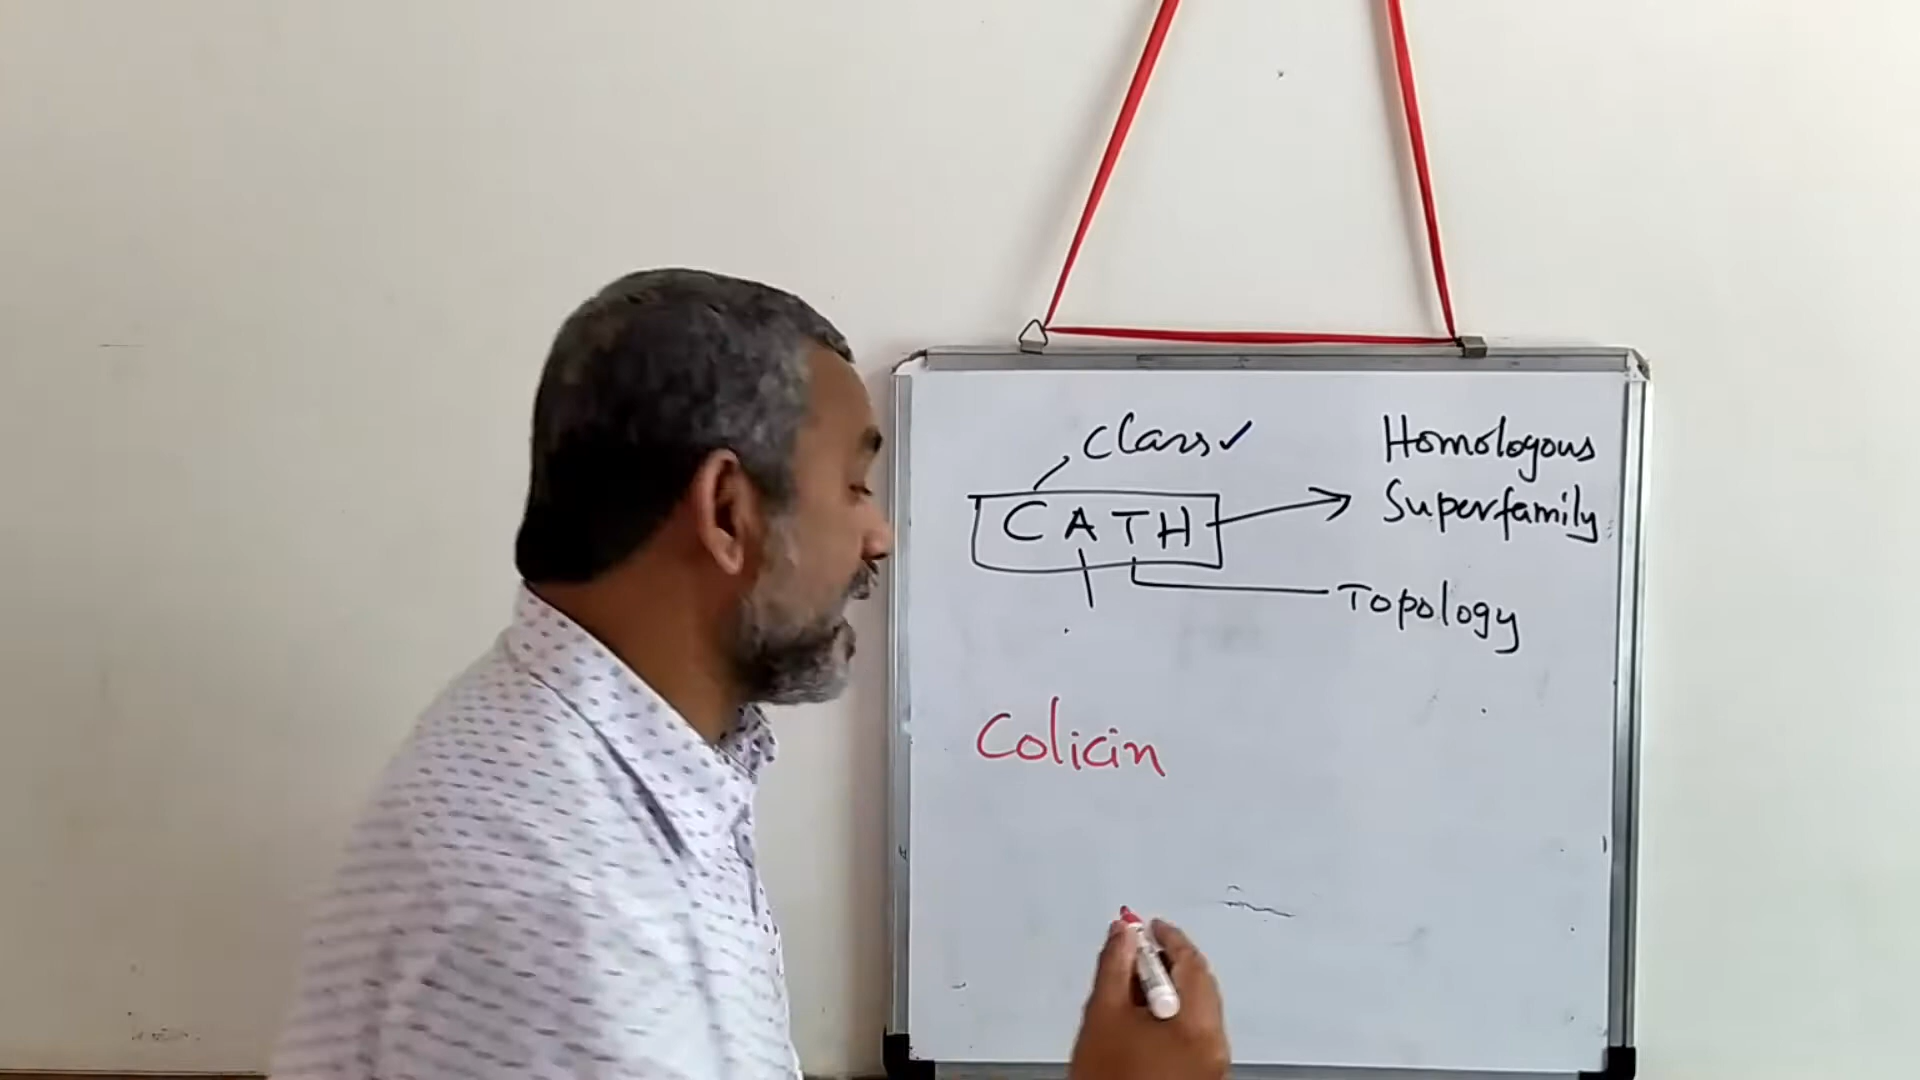 Class✓
Homologous
Superfamily
CATH
Topology
Colicin